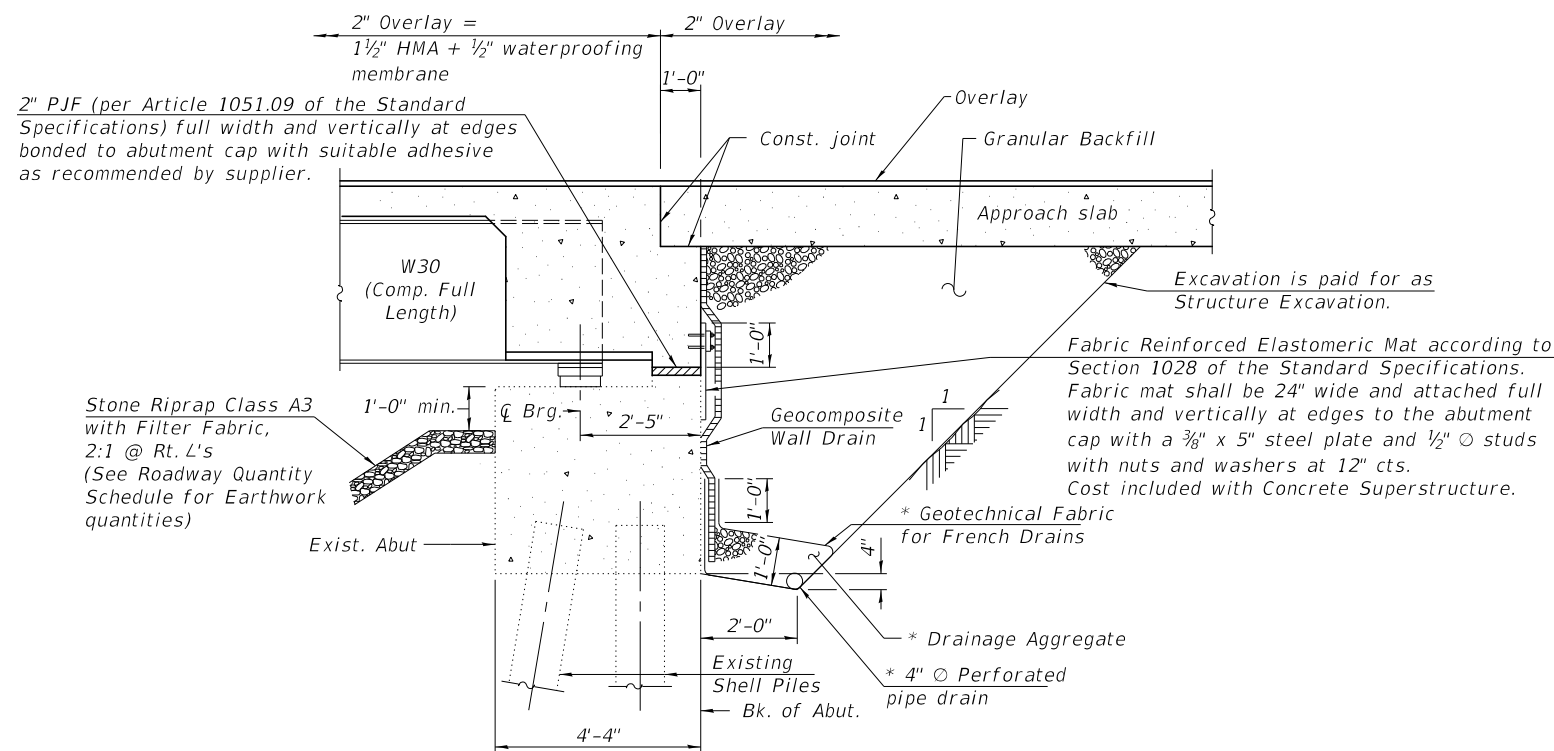 2" Overlay =
1½" HMA + ½" waterproofing
membrane
2" Overlay
1'-0"
2" PJF (per Article 1051.09 of the Standard
Specifications) full width and vertically at edges
bonded to abutment cap with suitable adhesive
as recommended by supplier.
Overlay
Const. joint
Granular Backfill
Approach slab
W30
(Comp. Full
Length)
Excavation is paid for as
Structure Excavation.
1'-0"
Fabric Reinforced Elastomeric Mat according to
Section 1028 of the Standard Specifications.
Fabric mat shall be 24" wide and attached full
width and vertically at edges to the abutment
cap with a ⅜" x 5" steel plate and ½" ∅ studs
with nuts and washers at 12" cts.
Cost included with Concrete Superstructure.
Stone Riprap Class A3
with Filter Fabric,
2:1 @ Rt. ∠'s
(See Roadway Quantity
Schedule for Earthwork
quantities)
1'-0" min.
℄ Brg.
2'-5"
Geocomposite
Wall Drain
1
1
1'-0"
* Geotechnical Fabric
for French Drains
Exist. Abut
1'-0"
4"
2'-0"
* Drainage Aggregate
Existing
Shell Piles
* 4" ∅ Perforated
pipe drain
Bk. of Abut.
4'-4"